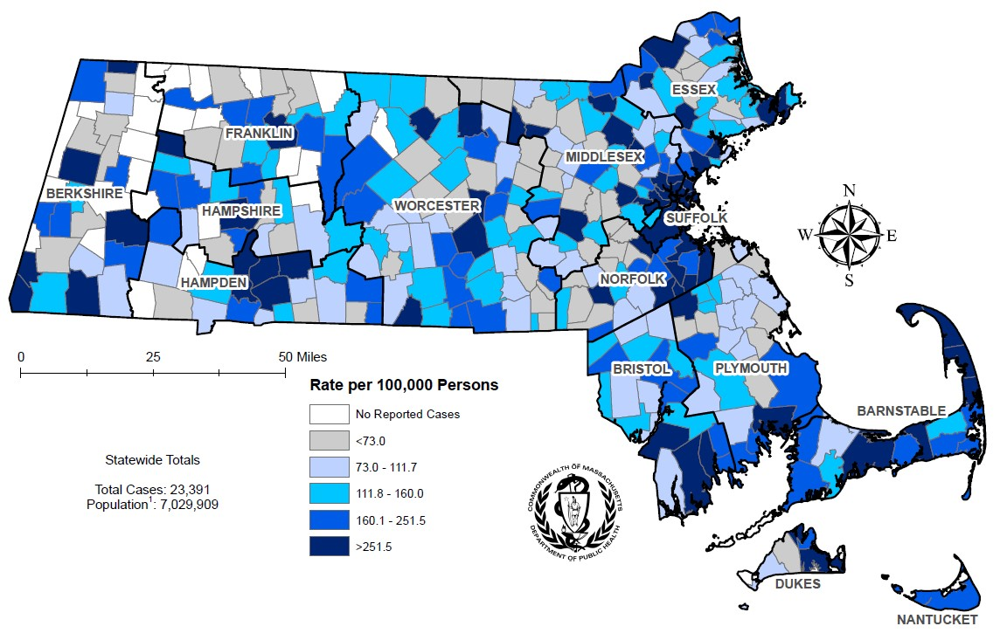 ESSEX
FRANKLIN
MIDDLESEX
BERKSHIRE
HAMPSHIRE
WORCESTER
SUFFOLK
N
W E
S
HAMPDEN
NORFOLK
0 25 50 Miles
BRISTOL
PLYMOUTH
BARNSTABLE
Rate per 100,000 Persons
No Reported Cases
<73.0
73.0 - 111.7
111.8 - 160.0
160.1 - 251.5
>251.5
Statewide Totals
Total Cases: 23,391
Population¹: 7,029,909
COMMONWEALTH OF MASSACHUSETTS
DEPARTMENT OF PUBLIC HEALTH
DUKES
NANTUCKET